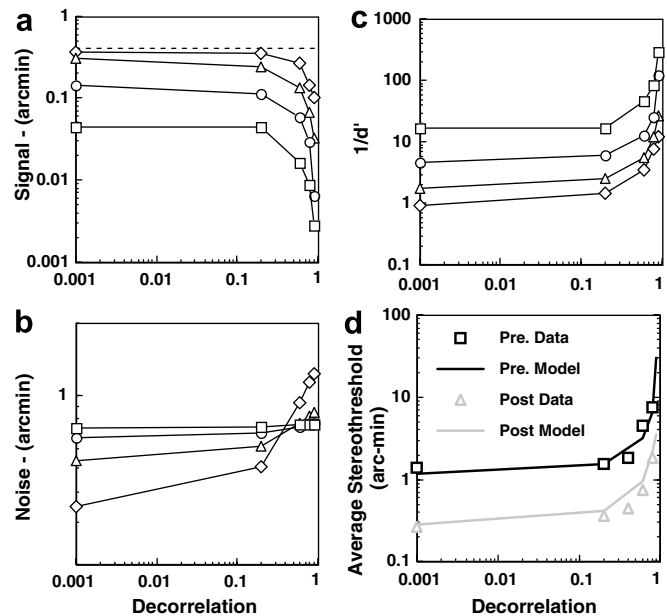 a
Signal - (arcmin)
1
0.1
0.01
0.001
0.001
0.01
0.1
1
c
1/d'
1000
100
10
1
0.1
0.001
0.01
0.1
1
b
Noise - (arcmin)
1
0.001
0.01
0.1
1
Decorrelation
d
Average Stereothreshold
(arc-min)
100
10
1
0.1
Pre. Data
Pre. Model
Post Data
Post Model
0.001
0.01
0.1
1
Decorrelation